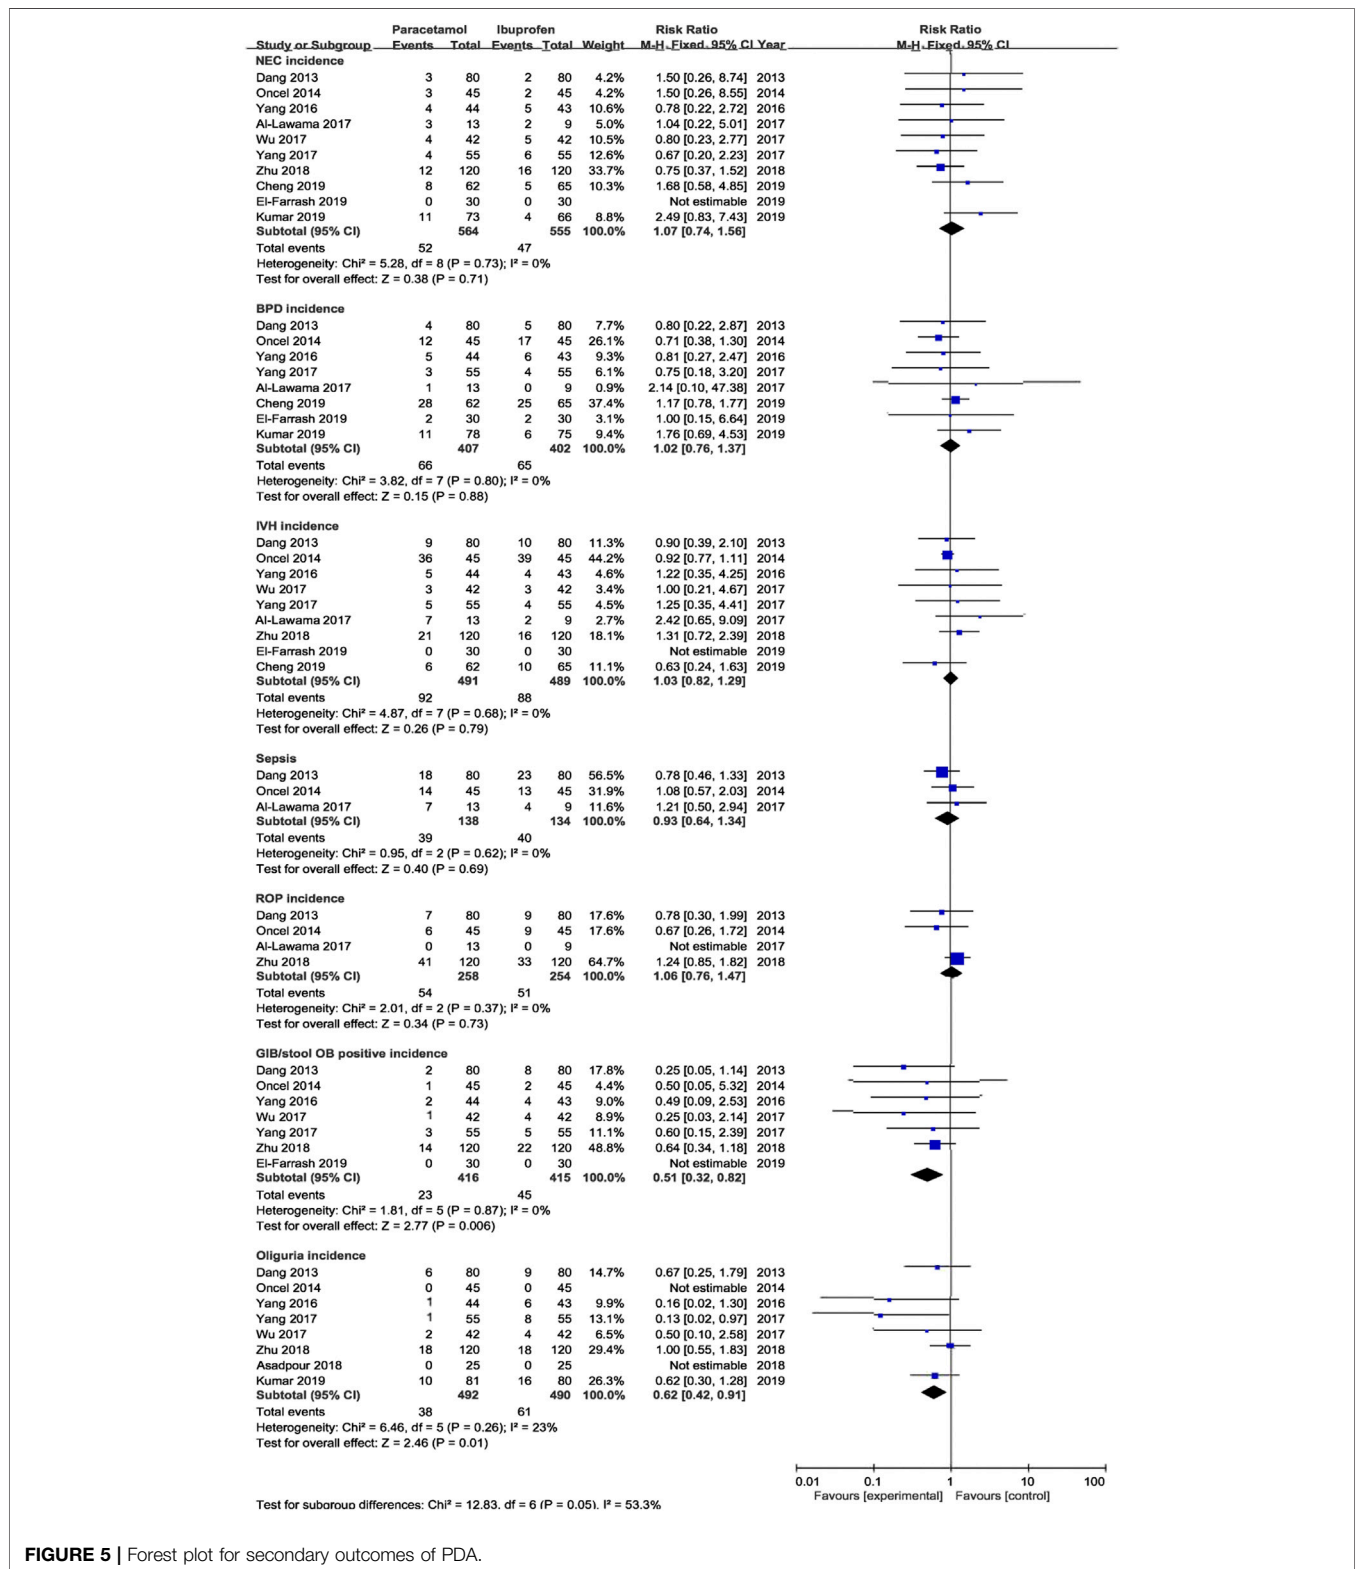 Paracetamol Ibuprofen Risk Ratio Risk Ratio
Study or Subgroup Events Total Events Total Weight M-H, Fixed, 95% CI Year M-H, Fixed, 95% CI
NEC incidence
Dang 2013 3 80 2 80 4.2% 1.50 [0.26, 8.74] 2013
Oncel 2014 3 45 2 45 4.2% 1.50 [0.26, 8.55] 2014
Yang 2016 4 44 5 43 10.6% 0.78 [0.22, 2.72] 2016
Al-Lawama 2017 3 13 2 9 5.0% 1.04 [0.22, 5.01] 2017
Wu 2017 4 42 5 42 10.5% 0.80 [0.23, 2.77] 2017
Yang 2017 4 55 6 55 12.6% 0.67 [0.20, 2.23] 2017
Zhu 2018 12 120 16 120 33.7% 0.75 [0.37, 1.52] 2018
Cheng 2019 8 62 5 65 10.3% 1.68 [0.58, 4.85] 2019
El-Farrash 2019 0 30 0 30 Not estimable 2019
Kumar 2019 11 73 4 66 8.8% 2.49 [0.83, 7.43] 2019
Subtotal (95% CI) 564 555 100.0% 1.07 [0.74, 1.56]
Total events 52 47
Heterogeneity: Chi² = 5.28, df = 8 (P = 0.73); I² = 0%
Test for overall effect: Z = 0.38 (P = 0.71)
BPD incidence
Dang 2013 4 80 5 80 7.7% 0.80 [0.22, 2.87] 2013
Oncel 2014 12 45 17 45 26.1% 0.71 [0.38, 1.30] 2014
Yang 2016 5 44 6 43 9.3% 0.81 [0.27, 2.47] 2016
Yang 2017 3 55 4 55 6.1% 0.75 [0.18, 3.20] 2017
Al-Lawama 2017 1 13 0 9 0.9% 2.14 [0.10, 47.38] 2017
Cheng 2019 28 62 25 65 37.4% 1.17 [0.78, 1.77] 2019
El-Farrash 2019 2 30 2 30 3.1% 1.00 [0.15, 6.64] 2019
Kumar 2019 11 78 6 75 9.4% 1.76 [0.69, 4.53] 2019
Subtotal (95% CI) 407 402 100.0% 1.02 [0.76, 1.37]
Total events 66 65
Heterogeneity: Chi² = 3.82, df = 7 (P = 0.80); I² = 0%
Test for overall effect: Z = 0.15 (P = 0.88)
IVH incidence
Dang 2013 9 80 10 80 11.3% 0.90 [0.39, 2.10] 2013
Oncel 2014 36 45 39 45 44.2% 0.92 [0.77, 1.11] 2014
Yang 2016 5 44 4 43 4.6% 1.22 [0.35, 4.25] 2016
Wu 2017 3 42 3 42 3.4% 1.00 [0.21, 4.67] 2017
Yang 2017 5 55 4 55 4.5% 1.25 [0.35, 4.41] 2017
Al-Lawama 2017 7 13 2 9 2.7% 2.42 [0.65, 9.09] 2017
Zhu 2018 21 120 16 120 18.1% 1.31 [0.72, 2.39] 2018
El-Farrash 2019 0 30 0 30 Not estimable 2019
Cheng 2019 6 62 10 65 11.1% 0.63 [0.24, 1.63] 2019
Subtotal (95% CI) 491 489 100.0% 1.03 [0.82, 1.29]
Total events 92 88
Heterogeneity: Chi² = 4.87, df = 7 (P = 0.68); I² = 0%
Test for overall effect: Z = 0.26 (P = 0.79)
Sepsis
Dang 2013 18 80 23 80 56.5% 0.78 [0.46, 1.33] 2013
Oncel 2014 14 45 13 45 31.9% 1.08 [0.57, 2.03] 2014
Al-Lawama 2017 7 13 4 9 11.6% 1.21 [0.50, 2.94] 2017
Subtotal (95% CI) 138 134 100.0% 0.93 [0.64, 1.34]
Total events 39 40
Heterogeneity: Chi² = 0.95, df = 2 (P = 0.62); I² = 0%
Test for overall effect: Z = 0.40 (P = 0.69)
ROP incidence
Dang 2013 7 80 9 80 17.6% 0.78 [0.30, 1.99] 2013
Oncel 2014 6 45 9 45 17.6% 0.67 [0.26, 1.72] 2014
Al-Lawama 2017 0 13 0 9 Not estimable 2017
Zhu 2018 41 120 33 120 64.7% 1.24 [0.85, 1.82] 2018
Subtotal (95% CI) 258 254 100.0% 1.06 [0.76, 1.47]
Total events 54 51
Heterogeneity: Chi² = 2.01, df = 2 (P = 0.37); I² = 0%
Test for overall effect: Z = 0.34 (P = 0.73)
GIB/stool OB positive incidence
Dang 2013 2 80 8 80 17.8% 0.25 [0.05, 1.14] 2013
Oncel 2014 1 45 2 45 4.4% 0.50 [0.05, 5.32] 2014
Yang 2016 2 44 4 43 9.0% 0.49 [0.09, 2.53] 2016
Wu 2017 1 42 4 42 8.9% 0.25 [0.03, 2.14] 2017
Yang 2017 3 55 5 55 11.1% 0.60 [0.15, 2.39] 2017
Zhu 2018 14 120 22 120 48.8% 0.64 [0.34, 1.18] 2018
El-Farrash 2019 0 30 0 30 Not estimable 2019
Subtotal (95% CI) 416 415 100.0% 0.51 [0.32, 0.82]
Total events 23 45
Heterogeneity: Chi² = 1.81, df = 5 (P = 0.87); I² = 0%
Test for overall effect: Z = 2.77 (P = 0.006)
Oliguria incidence
Dang 2013 6 80 9 80 14.7% 0.67 [0.25, 1.79] 2013
Oncel 2014 0 45 0 45 Not estimable 2014
Yang 2016 1 44 6 43 9.9% 0.16 [0.02, 1.30] 2016
Yang 2017 1 55 8 55 13.1% 0.13 [0.02, 0.97] 2017
Wu 2017 2 42 4 42 6.5% 0.50 [0.10, 2.58] 2017
Zhu 2018 18 120 18 120 29.4% 1.00 [0.55, 1.83] 2018
Asadpour 2018 0 25 0 25 Not estimable 2018
Kumar 2019 10 81 16 80 26.3% 0.62 [0.30, 1.28] 2019
Subtotal (95% CI) 492 490 100.0% 0.62 [0.42, 0.91]
Total events 38 61
Heterogeneity: Chi² = 6.46, df = 5 (P = 0.26); I² = 23%
Test for overall effect: Z = 2.46 (P = 0.01)
0.01 0.1 1 10 100
Favours [experimental] Favours [control]
Test for subgroup differences: Chi² = 12.83, df = 6 (P = 0.05), I² = 53.3%
FIGURE 5 | Forest plot for secondary outcomes of PDA.